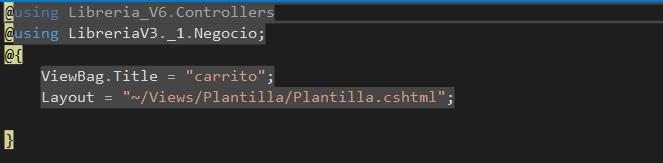 @using Libreria_V6.Controllers
@using LibreriaV3._1.Negocio;
@{
ViewBag.Title = "carrito";
Layout = "~/Views/Plantilla/Plantilla.cshtml";
}